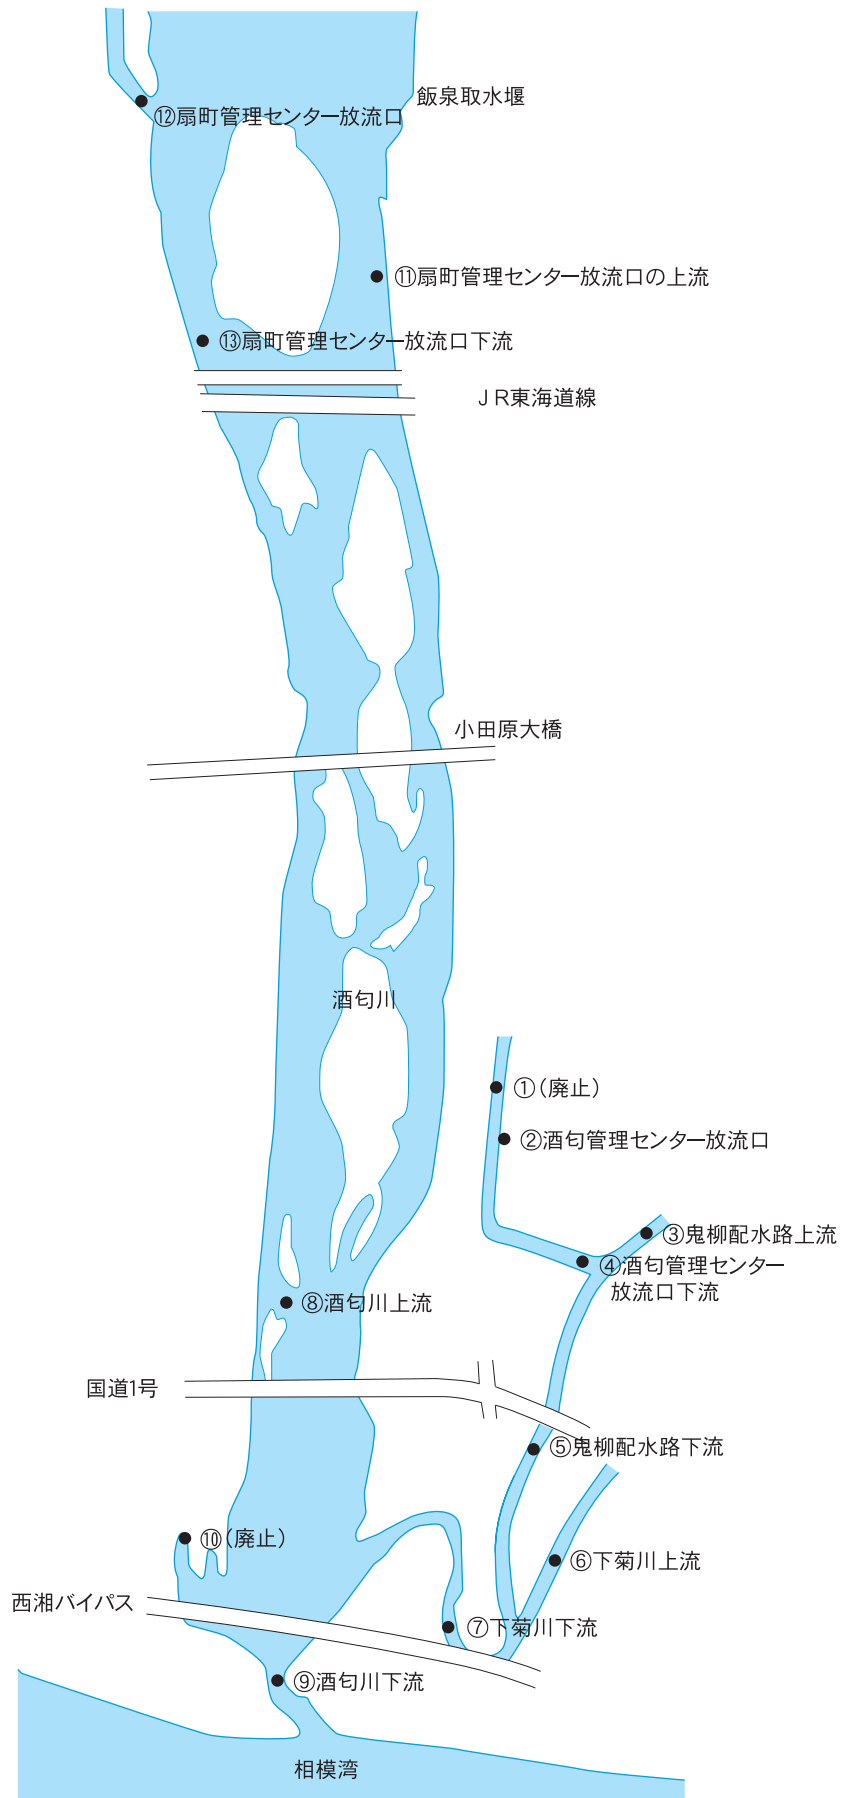 飯泉取水堰
⑫扇町管理センター放流口
⑪扇町管理センター放流口の上流
⑬扇町管理センター放流口下流
JR東海道線
小田原大橋
酒匂川
①(廃止)
②酒匂管理センター放流口
③鬼柳配水路上流
④酒匂管理センター
放流口下流
⑧酒匂川上流
国道1号
⑤鬼柳配水路下流
⑩(廃止)
⑥下菊川上流
西湘バイパス
⑦下菊川下流
⑨酒匂川下流
相模湾